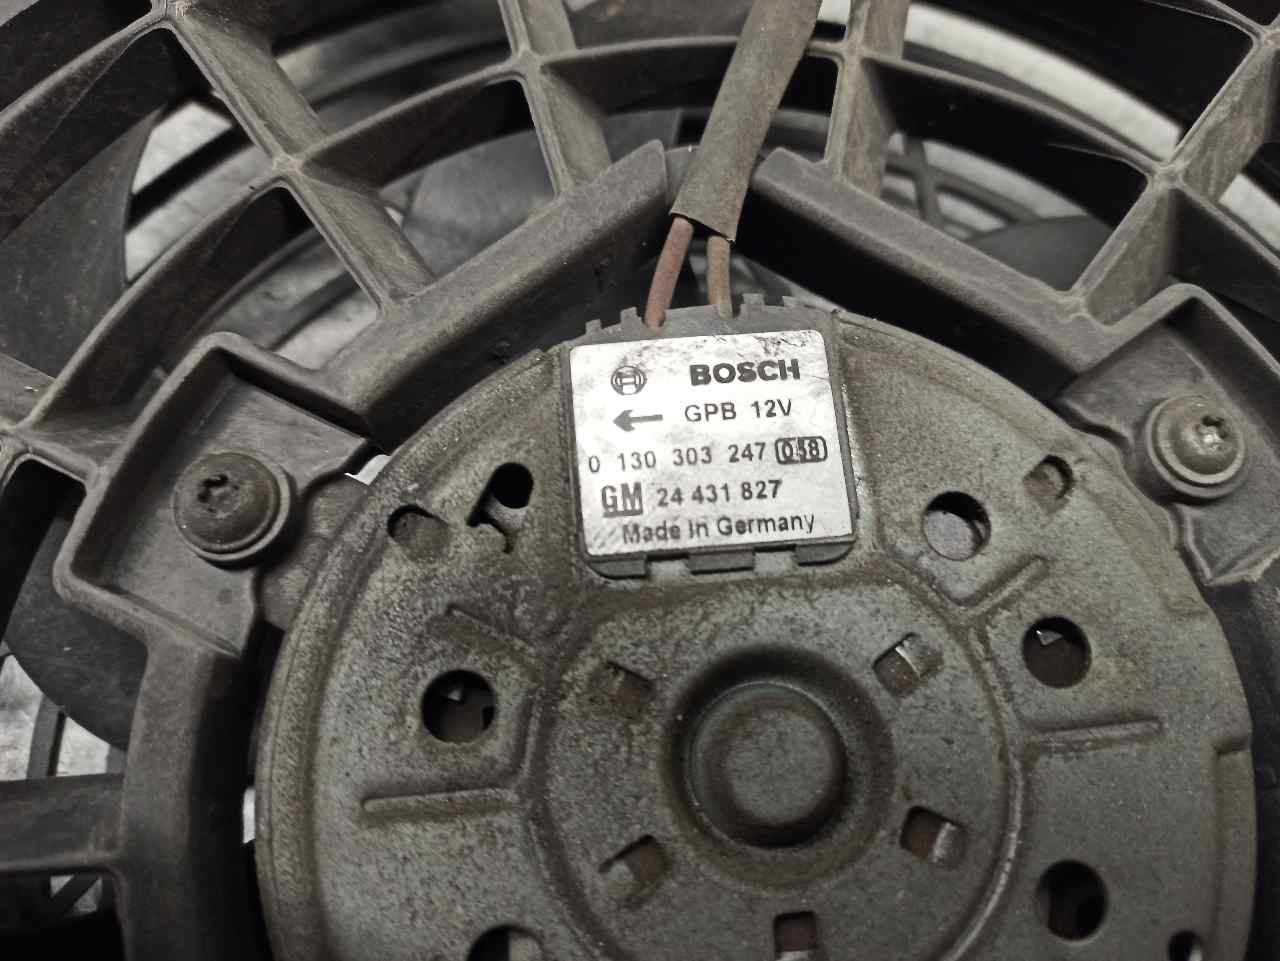 BOSCH
GPB 12V
0 130 303 247 058
GM 24 431 827
Made in Germany